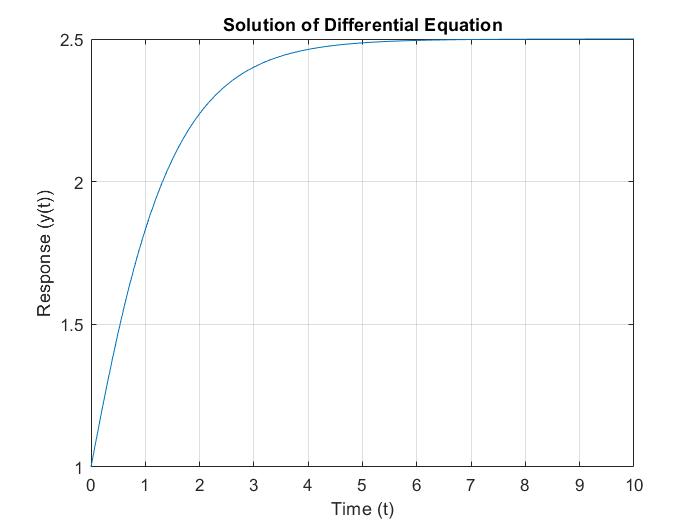 Solution of Differential Equation
2.5
2
1.5
1
Response (y(t))
0 1 2 3 4 5 6 7 8 9 10
Time (t)